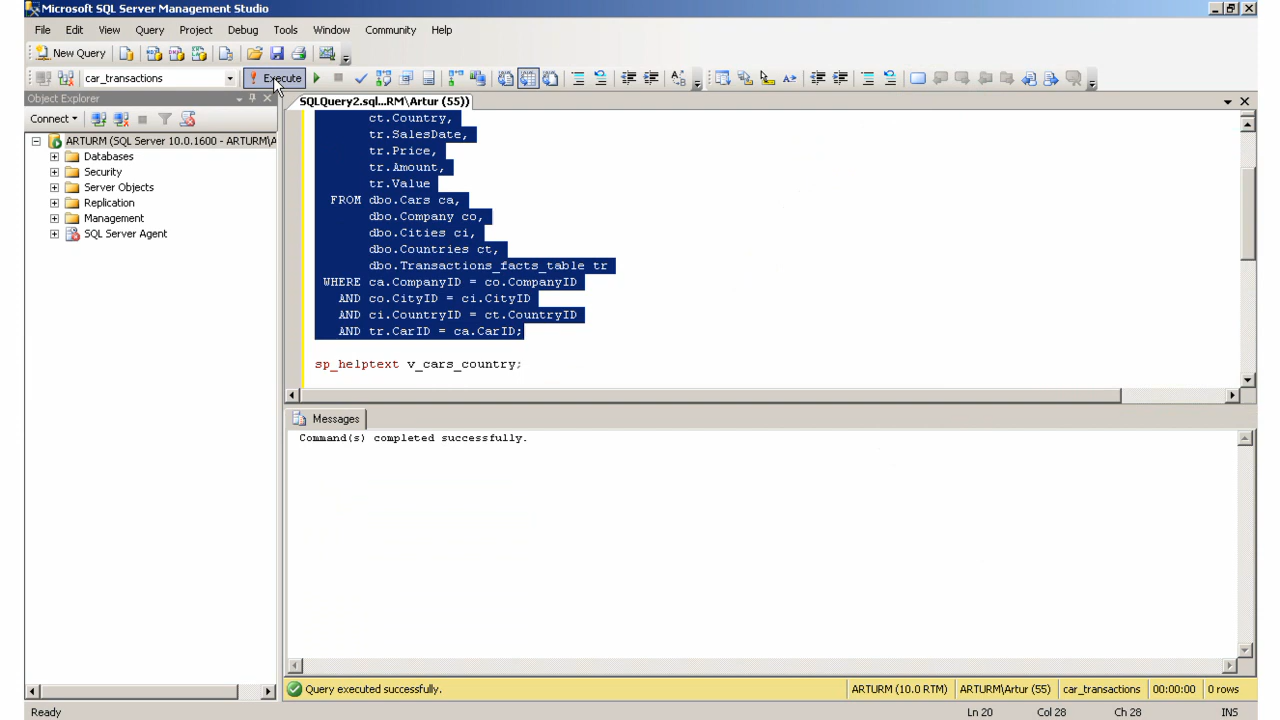 Microsoft SQL Server Management Studio
File Edit View Query Project Debug Tools Window Community Help
New Query
car_transactions Execute
Object Explorer
SQLQuery2.sql...RM\Artur (55))
Connect
ARTURM (SQL Server 10.0.1600 - ARTURM\A
Databases
Security
Server Objects
Replication
Management
SQL Server Agent
ct.Country,
tr.SalesDate,
tr.Price,
tr.Amount,
tr.Value
FROM dbo.Cars ca,
dbo.Company co,
dbo.Cities ci,
dbo.Countries ct,
dbo.Transactions_facts_table tr
WHERE ca.CompanyID = co.CompanyID
AND co.CityID = ci.CityID
AND ci.CountryID = ct.CountryID
AND tr.CarID = ca.CarID;
sp_helptext v_cars_country;
Messages
Command(s) completed successfully.
Query executed successfully. ARTURM (10.0 RTM) ARTURM\Artur (55) car_transactions 00:00:00 0 rows
Ready Ln 20 Col 28 Ch 28 INS